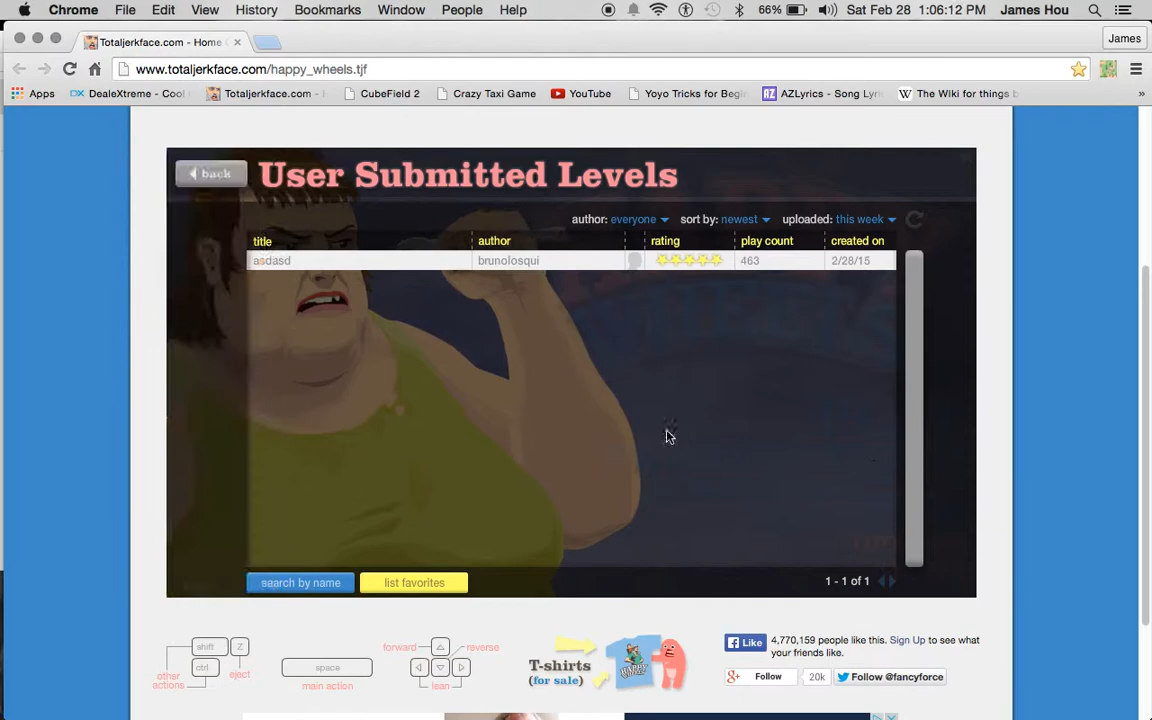 Chrome File Edit View History Bookmarks Window People Help 66% Sat Feb 28 1:06:12 PM James Hou
Totaljerkface.com - Home James
www.totaljerkface.com/happy_wheels.tjf
Apps DX DealeXtreme - Cool Totaljerkface.com - CubeField 2 Crazy Taxi Game YouTube Yoyo Tricks for Begi AZ AZLyrics - Song Lyri W The Wiki for things b »
back User Submitted Levels
author: everyone sort by: newest uploaded: this week
title author rating play count created on
asdasd brunolosqui 463 2/28/15
search by name list favorites 1 - 1 of 1
shift Z
ctrl
other actions
eject
space
main action
forward reverse
lean
T-shirts
(for sale)
HAPPY WHEELS
Like 4,770,159 people like this. Sign Up to see what
your friends like.
Follow 20k Follow @fancyforce